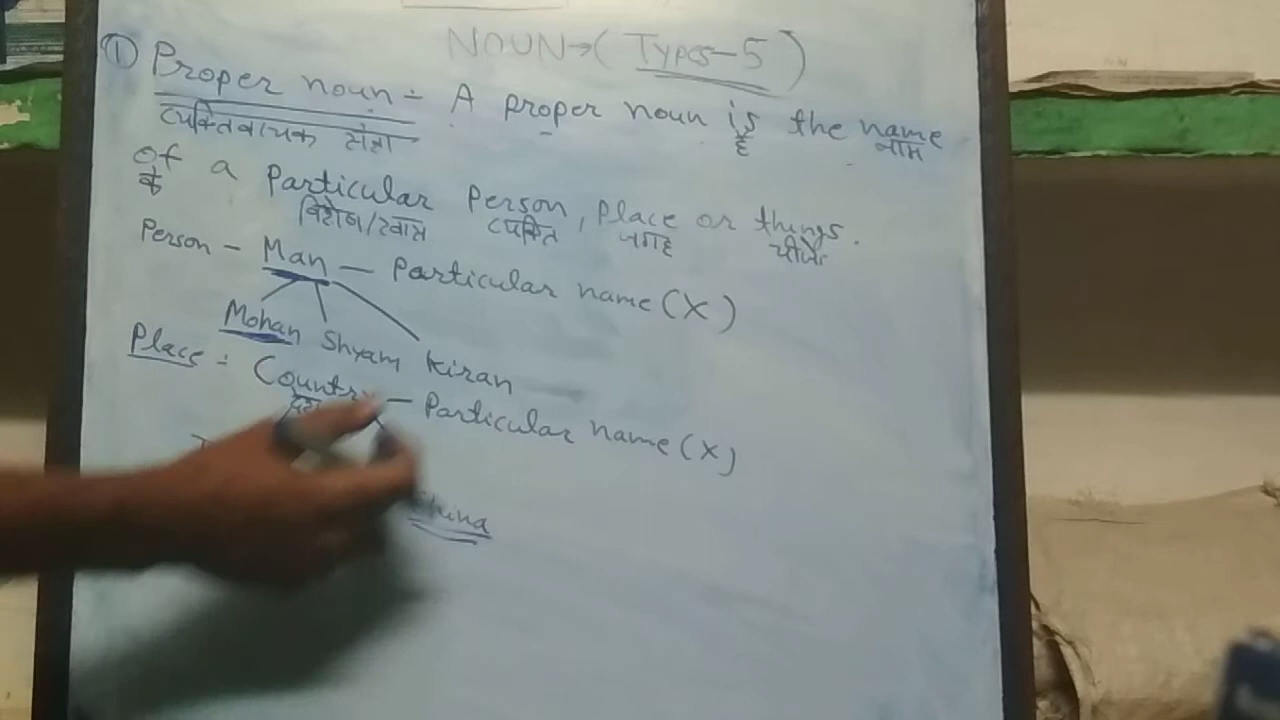 NOUN→(Types-5)
① Proper noun :- A proper noun is the name
व्यक्तिवाचक संज्ञा है नाम
of a Particular Person, Place or things.
के विशेष/खास व्यक्ति, जगह चीजें
Person - Man - Particular name (X)
Mohan Shyam Kiran
Place :- Country - Particular name (X)
देश
China